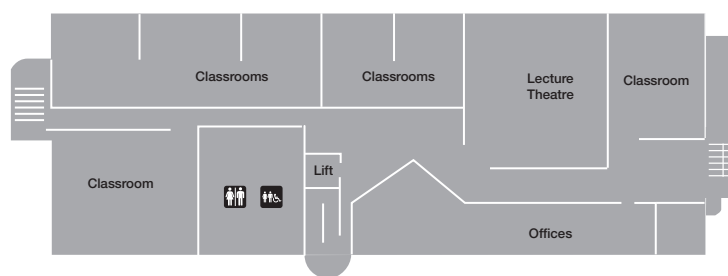 Classrooms
Classrooms
Lecture
Theatre
Classroom
Classroom
Lift
Offices